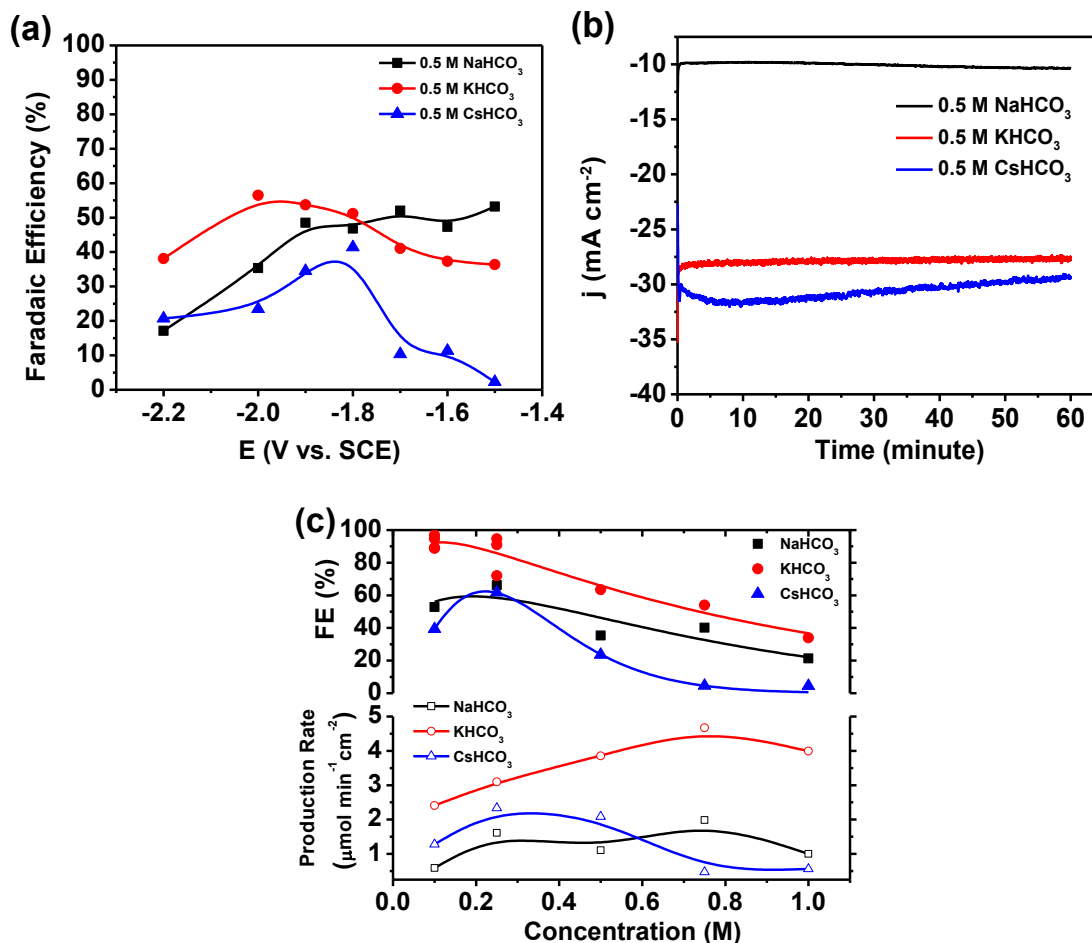 (a)
100
90
80
70
60
50
40
30
20
10
0
Faradaic Efficiency (%)
0.5 M NaHCO3
0.5 M KHCO3
0.5 M CsHCO3
-2.2 -2.0 -1.8 -1.6 -1.4
E (V vs. SCE)
(b)
-10
-15
-20
-25
-30
-35
-40
j (mA cm-2)
0.5 M NaHCO3
0.5 M KHCO3
0.5 M CsHCO3
0 10 20 30 40 50 60
Time (minute)
(c)
100
80
60
40
20
0
FE (%)
NaHCO3
KHCO3
CsHCO3
5
4
3
2
1
Production Rate
(μmol min-1 cm-2)
NaHCO3
KHCO3
CsHCO3
0.0 0.2 0.4 0.6 0.8 1.0
Concentration (M)